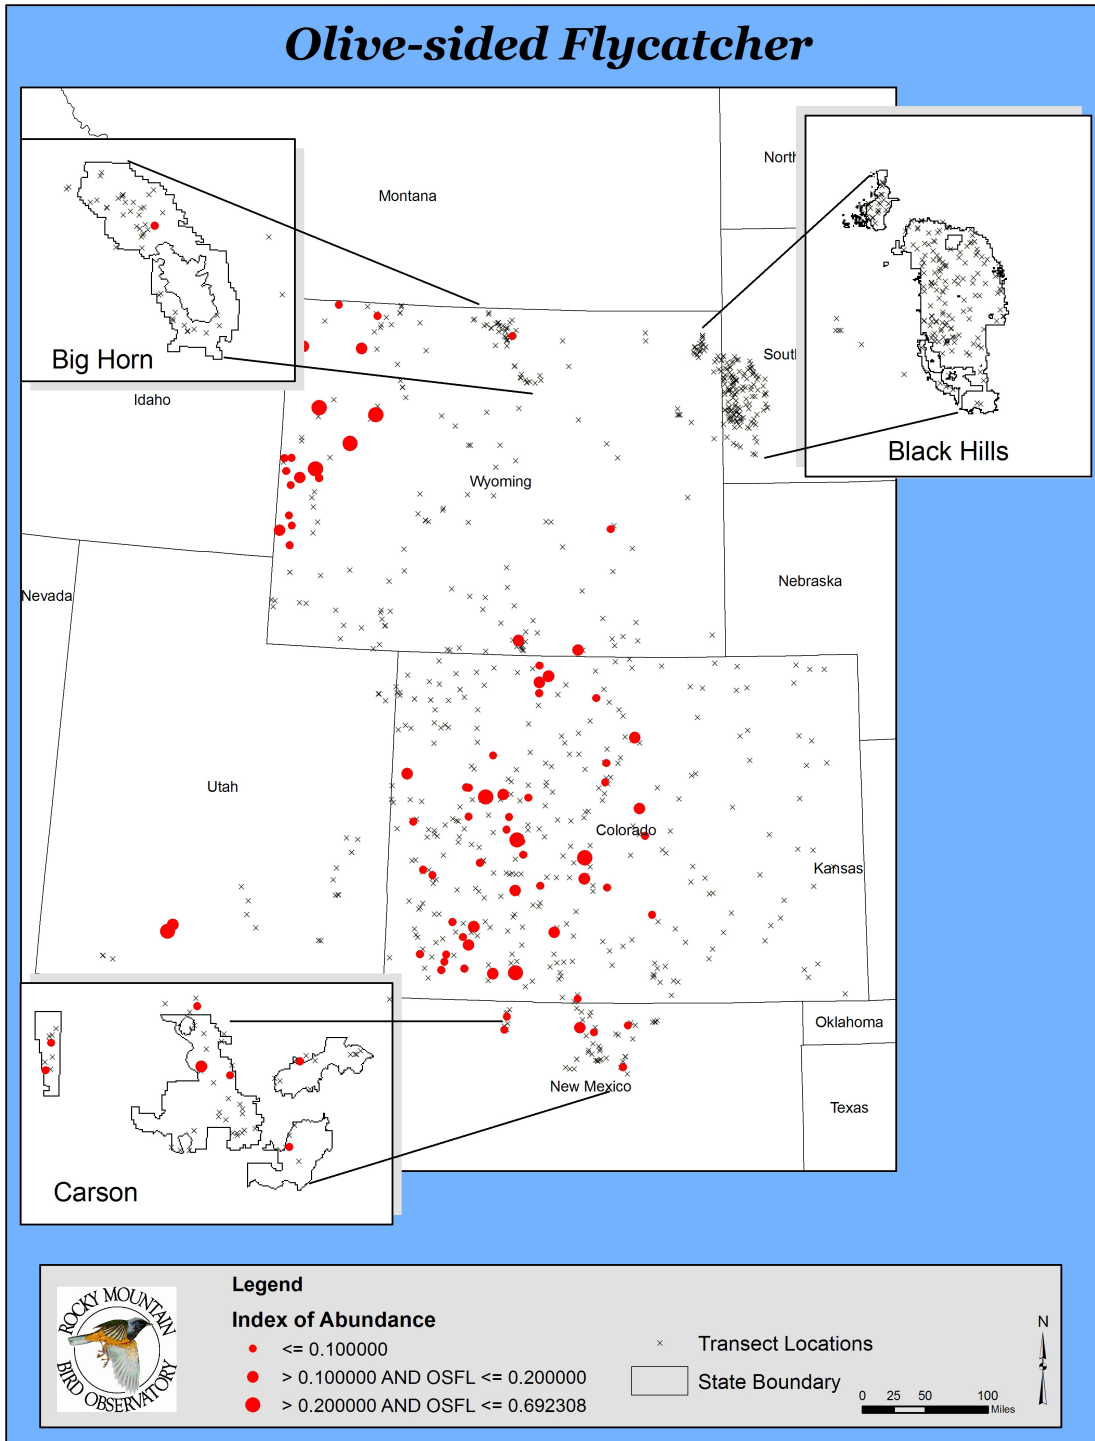 Olive-sided Flycatcher
North
Montana
Big Horn
Idaho
South
Black Hills
Wyoming
Nevada
Nebraska
Utah
Colorado
Kansas
Oklahoma
New Mexico
Texas
Carson
ROCKY MOUNTAIN
BIRD OBSERVATORY
Legend
Index of Abundance
<= 0.100000
> 0.100000 AND OSFL <= 0.200000
> 0.200000 AND OSFL <= 0.692308
Transect Locations
State Boundary
N
0 25 50 100
Miles